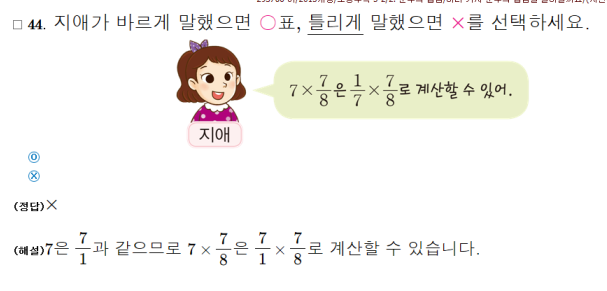 □ 44. 지애가 바르게 말했으면 ○표, 틀리게 말했으면 ×를 선택하세요.
7 × 7/8 은 1/7 × 7/8 로 계산할 수 있어.
지애
ⓞ
ⓧ
(정답)×
(해설)7은 7/1 과 같으므로 7 × 7/8 은 7/1 × 7/8 로 계산할 수 있습니다.